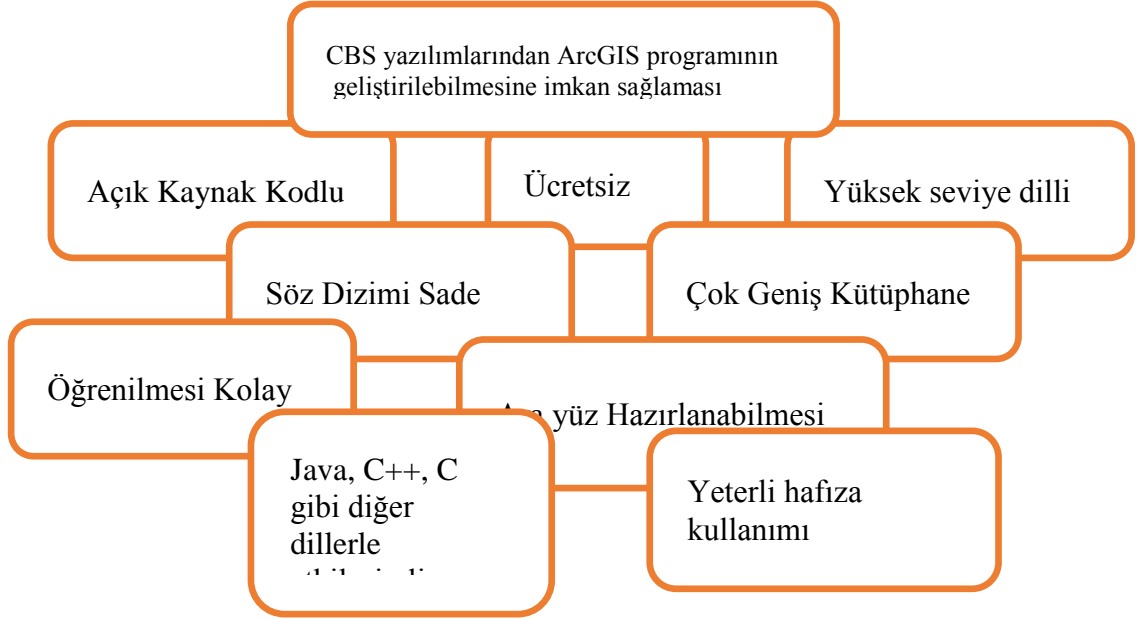 CBS yazılımlarından ArcGIS programının
geliştirilebilmesine imkan sağlaması
Açık Kaynak Kodlu
Ücretsiz
Yüksek seviye dilli
Söz Dizimi Sade
Çok Geniş Kütüphane
Öğrenilmesi Kolay
yüz Hazırlanabilmesi
Java, C++, C
gibi diğer
dillerle
Yeterli hafıza
kullanımı